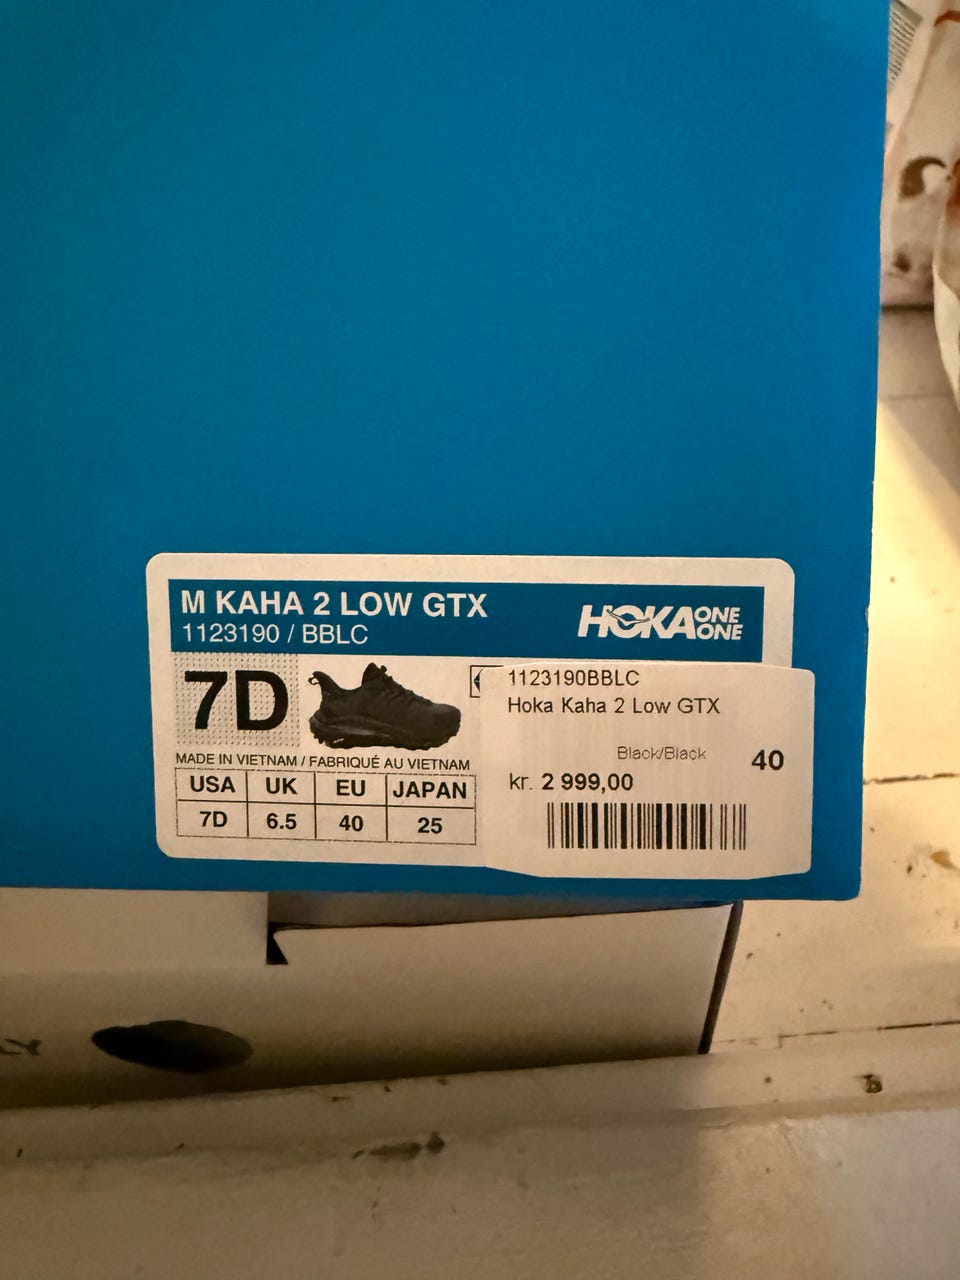 M KAHA 2 LOW GTX
1123190 / BBLC
HOKA ONE ONE
7D
MADE IN VIETNAM / FABRIQUÉ AU VIETNAM
USA UK EU JAPAN
7D 6.5 40 25
1123190BBLC
Hoka Kaha 2 Low GTX
Black/Black
40
kr. 2 999,00